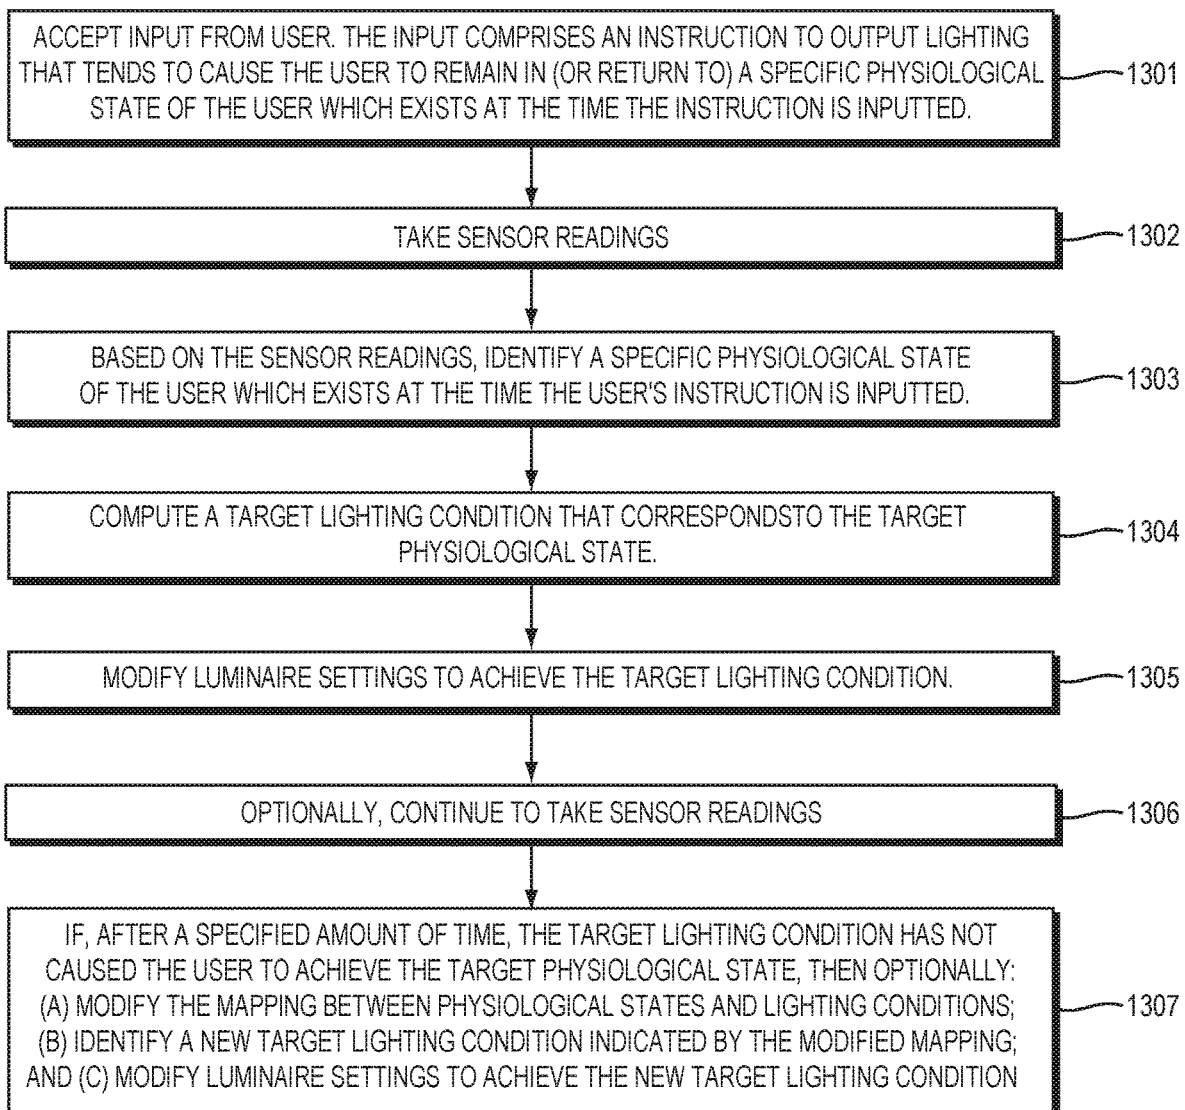 ACCEPT INPUT FROM USER. THE INPUT COMPRISES AN INSTRUCTION TO OUTPUT LIGHTING
THAT TENDS TO CAUSE THE USER TO REMAIN IN (OR RETURN TO) A SPECIFIC PHYSIOLOGICAL
STATE OF THE USER WHICH EXISTS AT THE TIME THE INSTRUCTION IS INPUTTED.
1301
TAKE SENSOR READINGS
1302
BASED ON THE SENSOR READINGS, IDENTIFY A SPECIFIC PHYSIOLOGICAL STATE
OF THE USER WHICH EXISTS AT THE TIME THE USER'S INSTRUCTION IS INPUTTED.
1303
COMPUTE A TARGET LIGHTING CONDITION THAT CORRESPONDSTO THE TARGET
PHYSIOLOGICAL STATE.
1304
MODIFY LUMINAIRE SETTINGS TO ACHIEVE THE TARGET LIGHTING CONDITION.
1305
OPTIONALLY, CONTINUE TO TAKE SENSOR READINGS
1306
IF, AFTER A SPECIFIED AMOUNT OF TIME, THE TARGET LIGHTING CONDITION HAS NOT
CAUSED THE USER TO ACHIEVE THE TARGET PHYSIOLOGICAL STATE, THEN OPTIONALLY:
(A) MODIFY THE MAPPING BETWEEN PHYSIOLOGICAL STATES AND LIGHTING CONDITIONS;
(B) IDENTIFY A NEW TARGET LIGHTING CONDITION INDICATED BY THE MODIFIED MAPPING;
AND (C) MODIFY LUMINAIRE SETTINGS TO ACHIEVE THE NEW TARGET LIGHTING CONDITION
1307